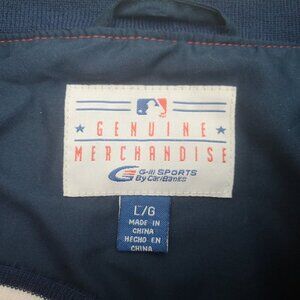 ★ GENUINE ★
MERCHANDISE
G-III SPORTS
By Carl Banks
L/G
MADE IN
CHINA
HECHO EN
CHINA